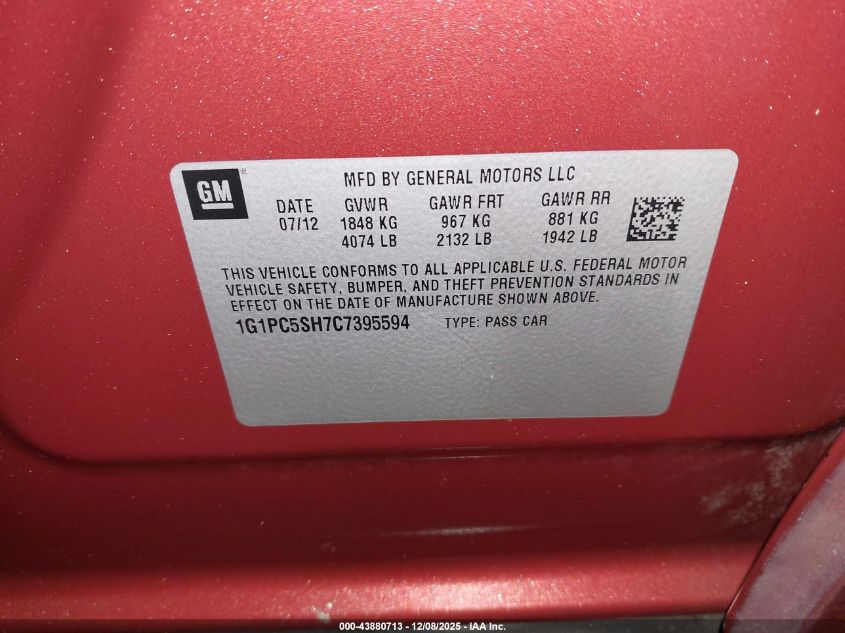 GM
MFD BY GENERAL MOTORS LLC
DATE GVWR GAWR FRT GAWR RR
07/12 1848 KG 967 KG 881 KG
4074 LB 2132 LB 1942 LB
THIS VEHICLE CONFORMS TO ALL APPLICABLE U.S. FEDERAL MOTOR
VEHICLE SAFETY, BUMPER, AND THEFT PREVENTION STANDARDS IN
EFFECT ON THE DATE OF MANUFACTURE SHOWN ABOVE.
1G1PC5SH7C7395594 TYPE: PASS CAR
000-43880713 - 12/08/2025 - IAA Inc.